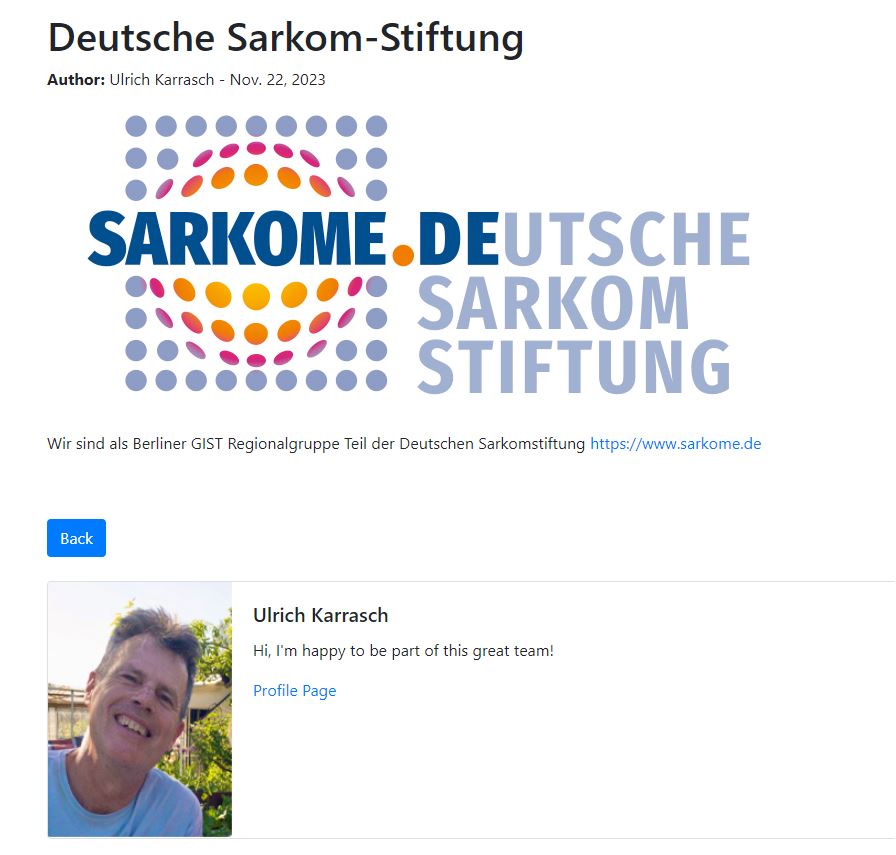 Deutsche Sarkom-Stiftung
Author: Ulrich Karrasch - Nov. 22, 2023
SARKOME.DEUTSCHE
SARKOM
STIFTUNG
Wir sind als Berliner GIST Regionalgruppe Teil der Deutschen Sarkomstiftung https://www.sarkome.de
Back
Ulrich Karrasch
Hi, I'm happy to be part of this great team!
Profile Page